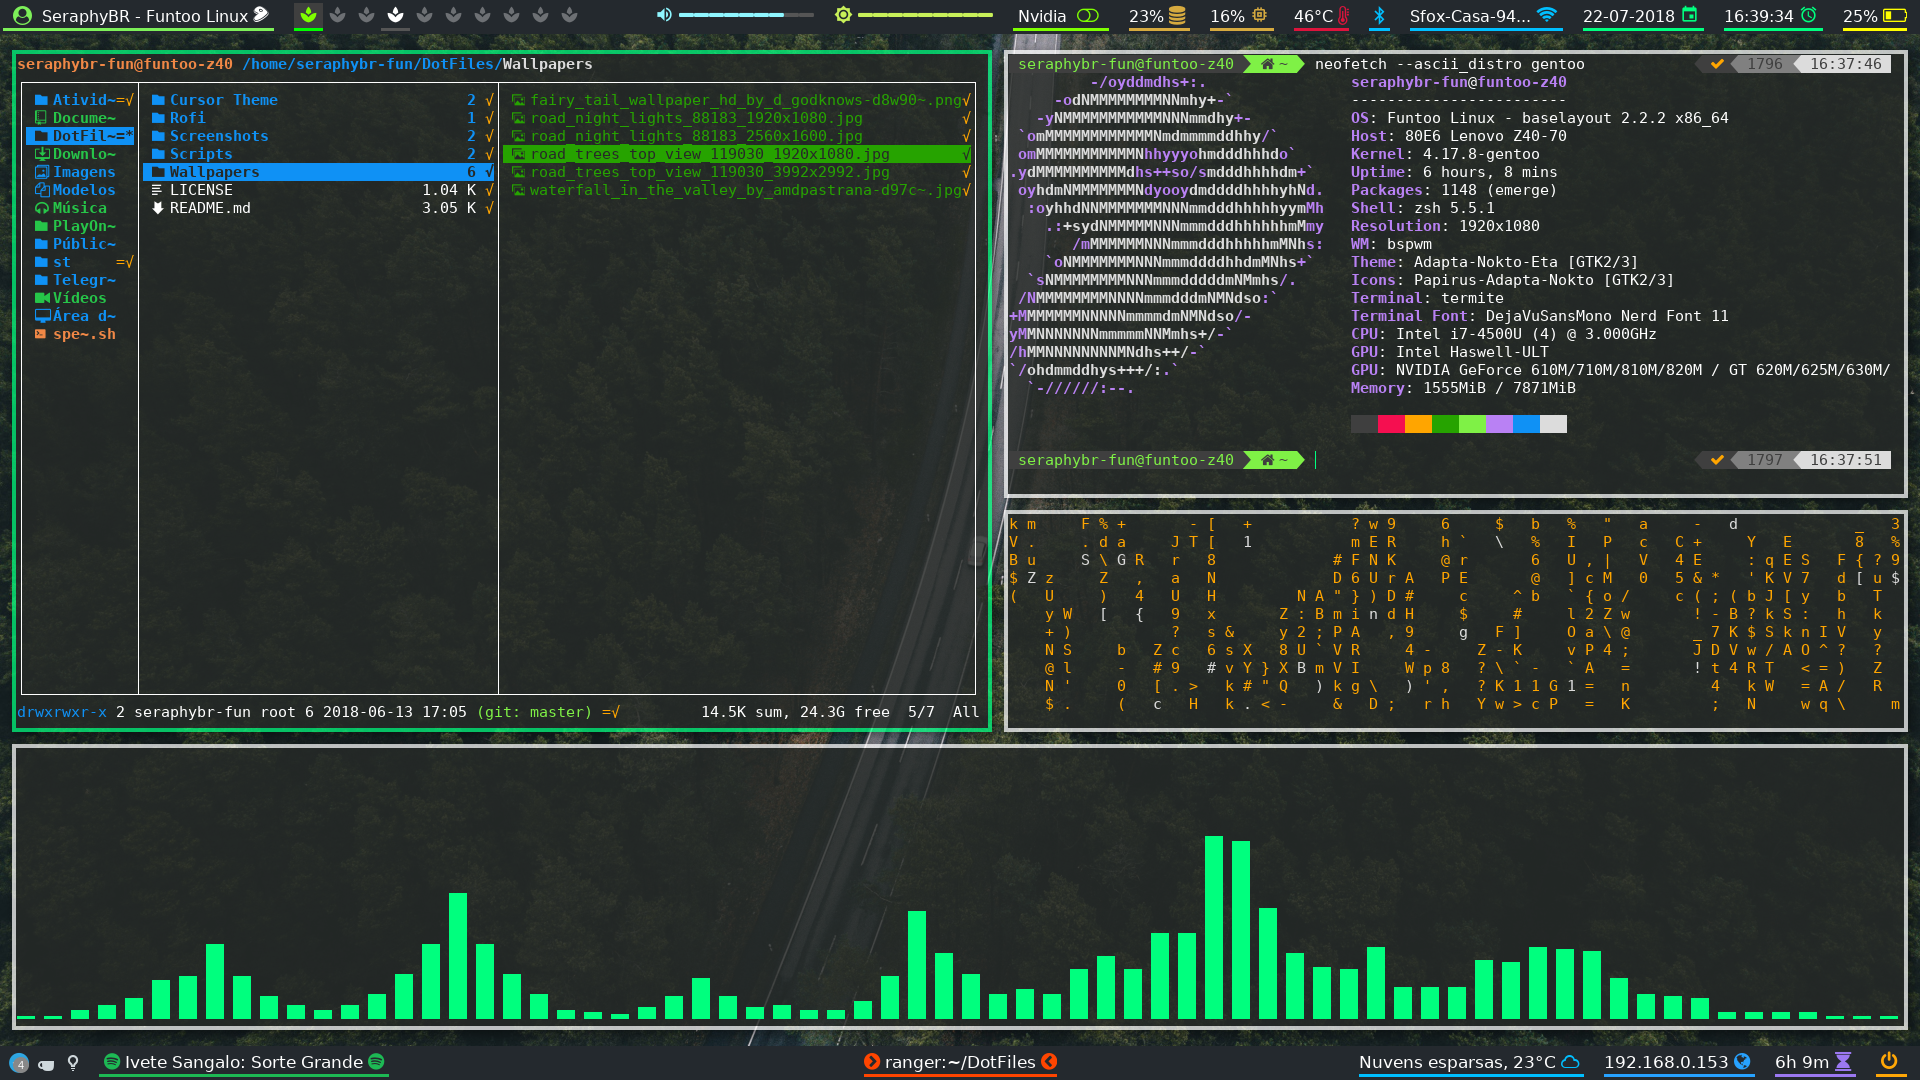 SeraphyBR - Funtoo Linux
Nvidia 23% 16% 46°C Sfox-Casa-94... 22-07-2018 16:39:34 25%
seraphybr-fun@funtoo-z40 /home/seraphybr-fun/DotFiles/Wallpapers
Ativid~=√
Docume~
DotFil~=*
Downlo~
Imagens
Modelos
Música
PlayOn~
Públic~
st =√
Telegr~
Vídeos
Área d~
spe~.sh
Cursor Theme 2 √
Rofi 1 √
Screenshots 2 √
Scripts 2 √
Wallpapers 6 √
LICENSE 1.04 K √
README.md 3.05 K √
fairy_tail_wallpaper_hd_by_d_godknows-d8w90~.png√
road_night_lights_88183_1920x1080.jpg √
road_night_lights_88183_2560x1600.jpg √
road_trees_top_view_119030_1920x1080.jpg √
road_trees_top_view_119030_3992x2992.jpg √
waterfall_in_the_valley_by_amdpastrana-d97c~.jpg√
drwxrwxr-x 2 seraphybr-fun root 6 2018-06-13 17:05 (git: master) =√ 14.5K sum, 24.3G free 5/7 All
seraphybr-fun@funtoo-z40 ~ neofetch --ascii_distro gentoo 1796 16:37:46
seraphybr-fun@funtoo-z40
------------------------
OS: Funtoo Linux - baselayout 2.2.2 x86_64
Host: 80E6 Lenovo Z40-70
Kernel: 4.17.8-gentoo
Uptime: 6 hours, 8 mins
Packages: 1148 (emerge)
Shell: zsh 5.5.1
Resolution: 1920x1080
WM: bspwm
Theme: Adapta-Nokto-Eta [GTK2/3]
Icons: Papirus-Adapta-Nokto [GTK2/3]
Terminal: termite
Terminal Font: DejaVuSansMono Nerd Font 11
CPU: Intel i7-4500U (4) @ 3.000GHz
GPU: Intel Haswell-ULT
GPU: NVIDIA GeForce 610M/710M/810M/820M / GT 620M/625M/630M/
Memory: 1555MiB / 7871MiB
seraphybr-fun@funtoo-z40 ~ 1797 16:37:51
4 Ivete Sangalo: Sorte Grande
ranger:~/DotFiles
Nuvens esparsas, 23°C 192.168.0.153 6h 9m